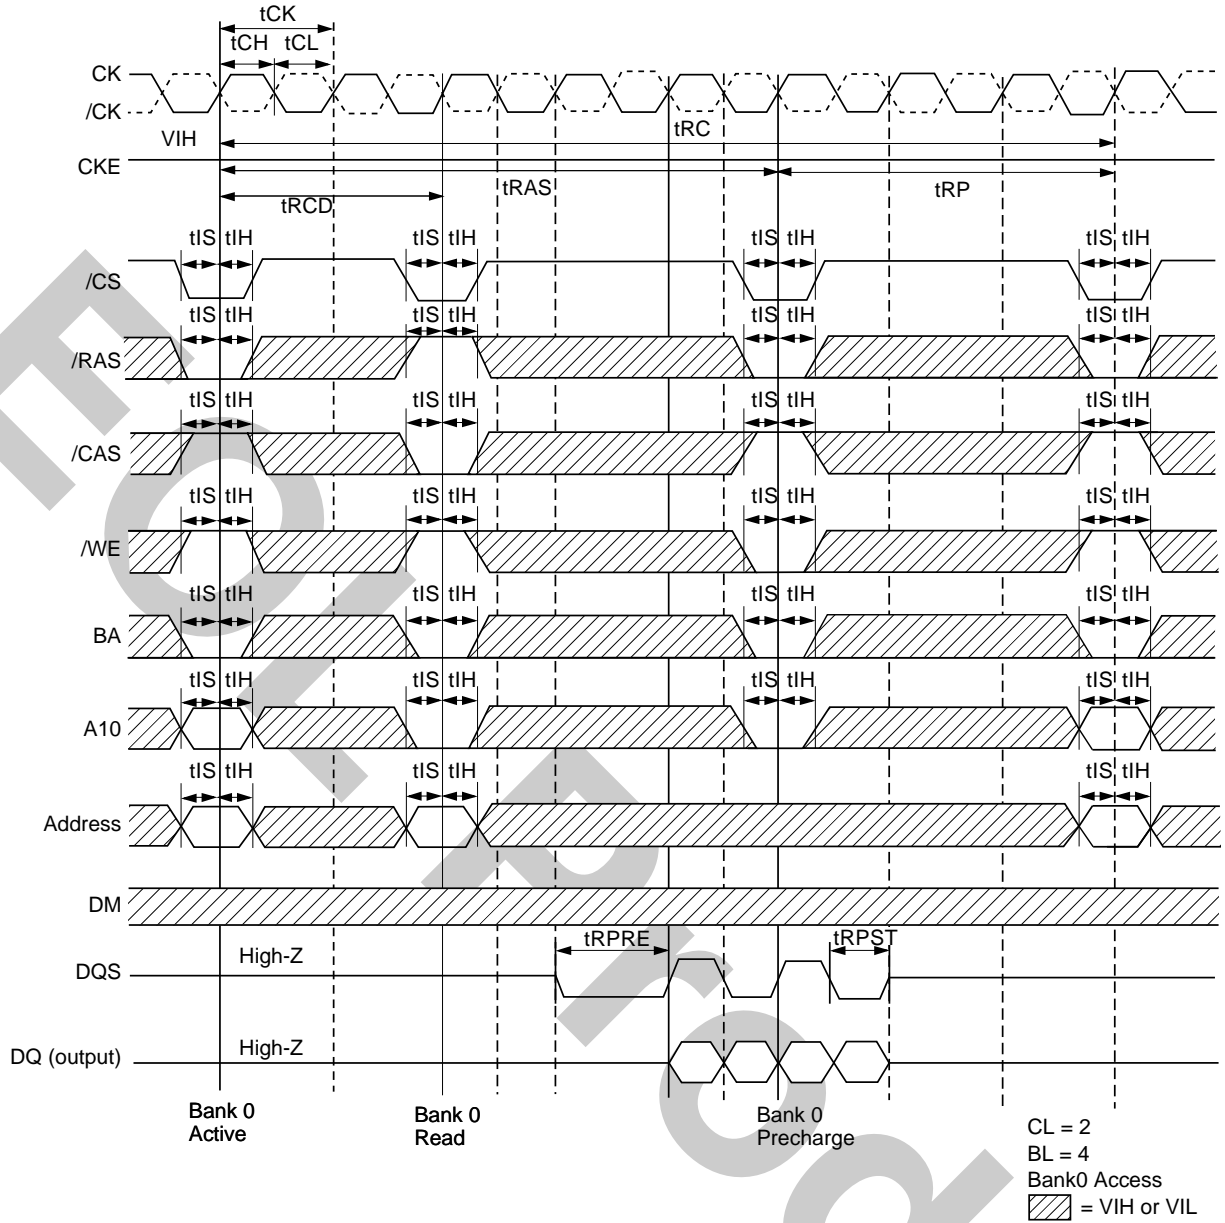 tCK
tCH tCL
CK
/CK
VIH
tRC
CKE
tRAS
tRP
tRCD
tIS tIH tIS tIH tIS tIH tIS tIH
/CS
tIS tIH tIS tIH tIS tIH tIS tIH
/RAS
tIS tIH tIS tIH tIS tIH tIS tIH
/CAS
tIS tIH tIS tIH tIS tIH tIS tIH
/WE
tIS tIH tIS tIH tIS tIH tIS tIH
BA
tIS tIH tIS tIH tIS tIH tIS tIH
A10
tIS tIH tIS tIH tIS tIH
Address
DM
tRPRE tRPST
High-Z
DQS
High-Z
DQ (output)
Bank 0
Active
Bank 0
Read
Bank 0
Precharge
CL = 2
BL = 4
Bank0 Access
= VIH or VIL
EOL Prod